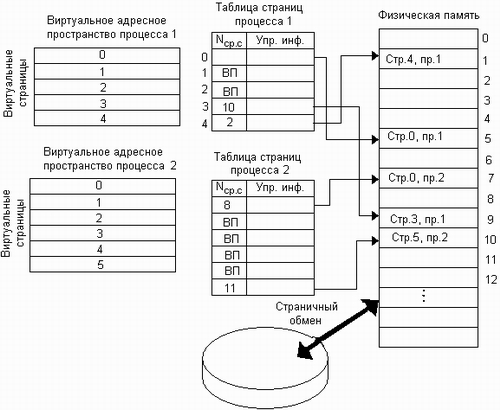 Виртуальное адресное
пространство процесса 1
Виртуальные
страницы
0
1
2
3
4
Таблица страниц
процесса 1
Nср.с Упр. инф.
0
1 ВП
2 ВП
3 10
4 2
Физическая память
0
Стр.4, пр.1 1
2
3
4
Стр.0, пр.1 5
6
Стр.0, пр.2 7
8
Стр.3, пр.1 9
Стр.5, пр.2 10
11
12
Виртуальное адресное
пространство процесса 2
Виртуальные
страницы
0
1
2
3
4
5
Таблица страниц
процесса 2
Nср.с Упр. инф.
8
ВП
ВП
ВП
ВП
11
Страничный
обмен